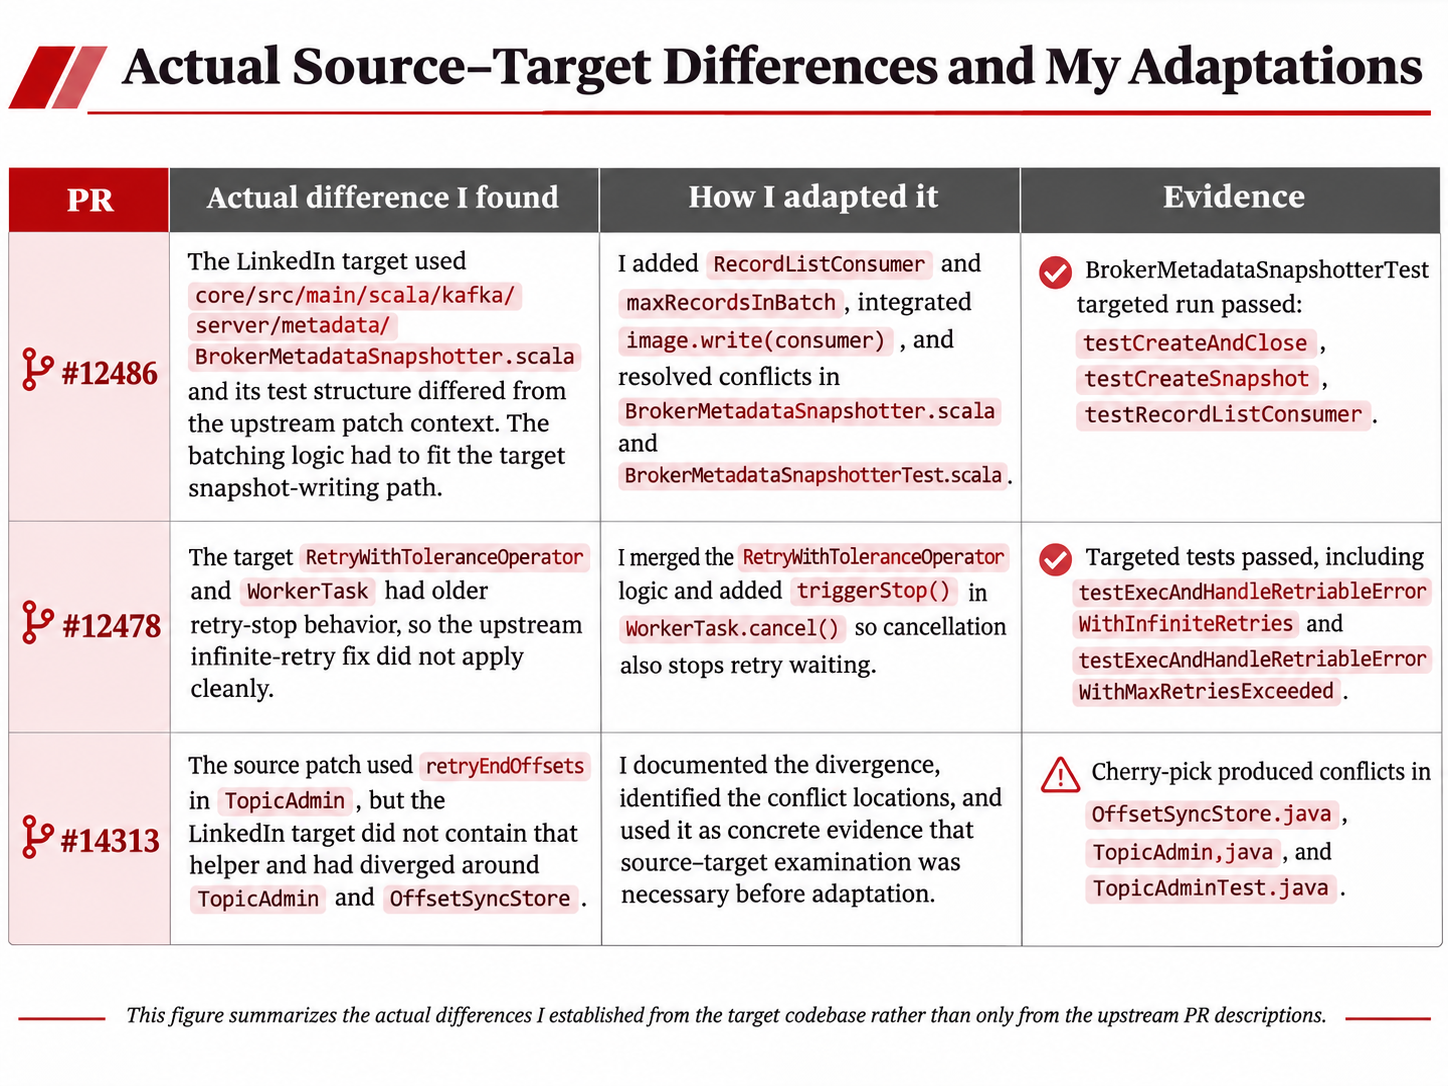 Actual Source–Target Differences and My Adaptations
PR
Actual difference I found
How I adapted it
Evidence
#12486
The LinkedIn target used
core/src/main/scala/kafka/
server/metadata/
BrokerMetadataSnapshotter.scala
and its test structure differed from
the upstream patch context. The
batching logic had to fit the target
snapshot-writing path.
I added RecordListConsumer and
maxRecordsInBatch , integrated
image.write(consumer) , and
resolved conflicts in
BrokerMetadataSnapshotter.scala
and
BrokerMetadataSnapshotterTest.scala .
BrokerMetadataSnapshotterTest
targeted run passed:
testCreateAndClose ,
testCreateSnapshot ,
testRecordListConsumer .
#12478
The target RetryWithToleranceOperator
and WorkerTask had older
retry-stop behavior, so the upstream
infinite-retry fix did not apply
cleanly.
I merged the RetryWithToleranceOperator
logic and added triggerStop() in
WorkerTask.cancel() so cancellation
also stops retry waiting.
Targeted tests passed, including
testExecAndHandleRetriableError
WithInfiniteRetries and
testExecAndHandleRetriableError
WithMaxRetriesExceeded .
#14313
The source patch used retryEndOffsets
in TopicAdmin , but the
LinkedIn target did not contain that
helper and had diverged around
TopicAdmin and OffsetSyncStore .
I documented the divergence,
identified the conflict locations, and
used it as concrete evidence that
source–target examination was
necessary before adaptation.
Cherry-pick produced conflicts in
OffsetSyncStore.java ,
TopicAdmin,java , and
TopicAdminTest.java .
This figure summarizes the actual differences I established from the target codebase rather than only from the upstream PR descriptions.